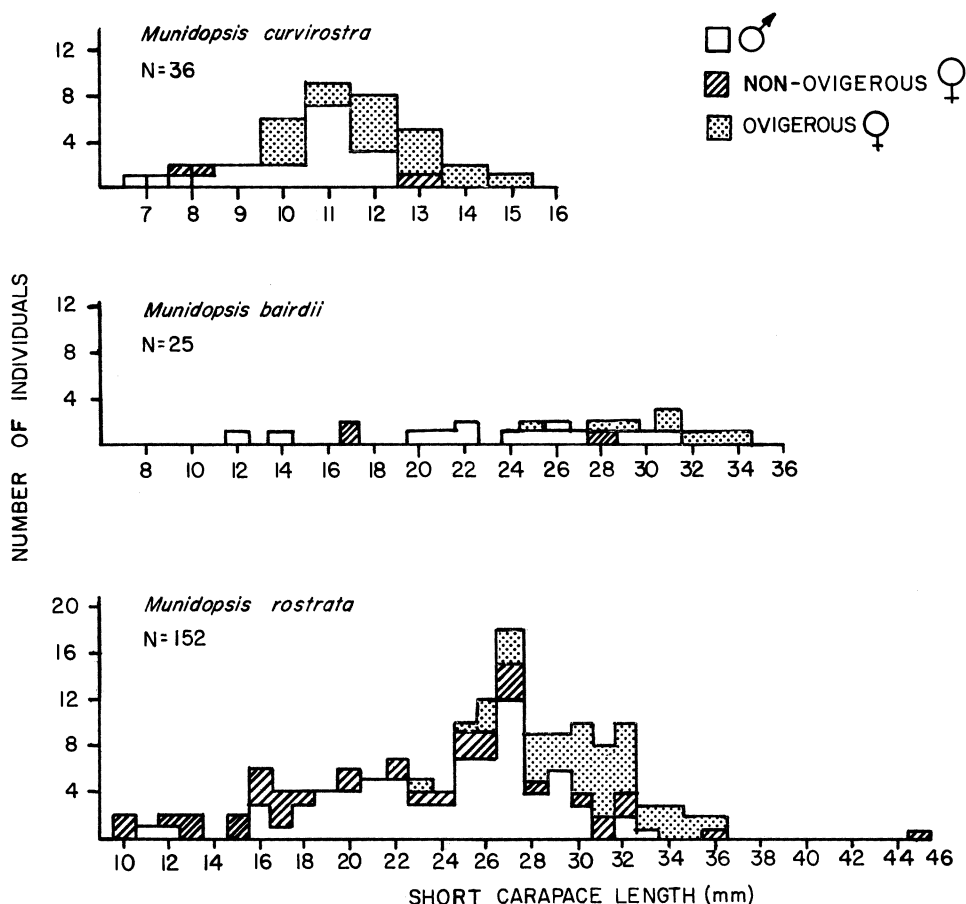 Munidopsis curvirostra
N=36
12
8
4
7 8 9 10 11 12 13 14 15 16
♂
NON-OVIGEROUS ♀
OVIGEROUS ♀
NUMBER OF INDIVIDUALS
Munidopsis bairdii
N=25
12
8
4
8 10 12 14 16 18 20 22 24 26 28 30 32 34 36
Munidopsis rostrata
N=152
20
16
12
8
4
10 12 14 16 18 20 22 24 26 28 30 32 34 36 38 40 42 44 46
SHORT CARAPACE LENGTH (mm)